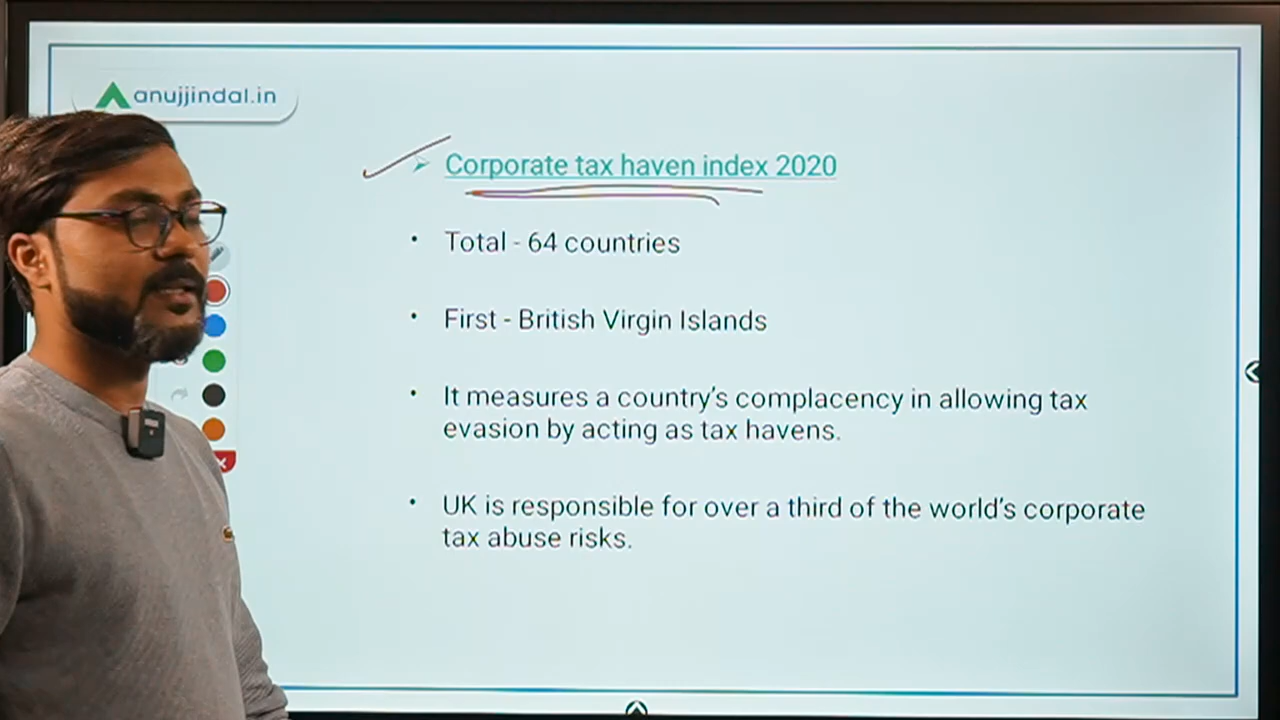 anujjindal.in
➢ Corporate tax haven index 2020
• Total - 64 countries
• First - British Virgin Islands
• It measures a country's complacency in allowing tax
evasion by acting as tax havens.
• UK is responsible for over a third of the world's corporate
tax abuse risks.